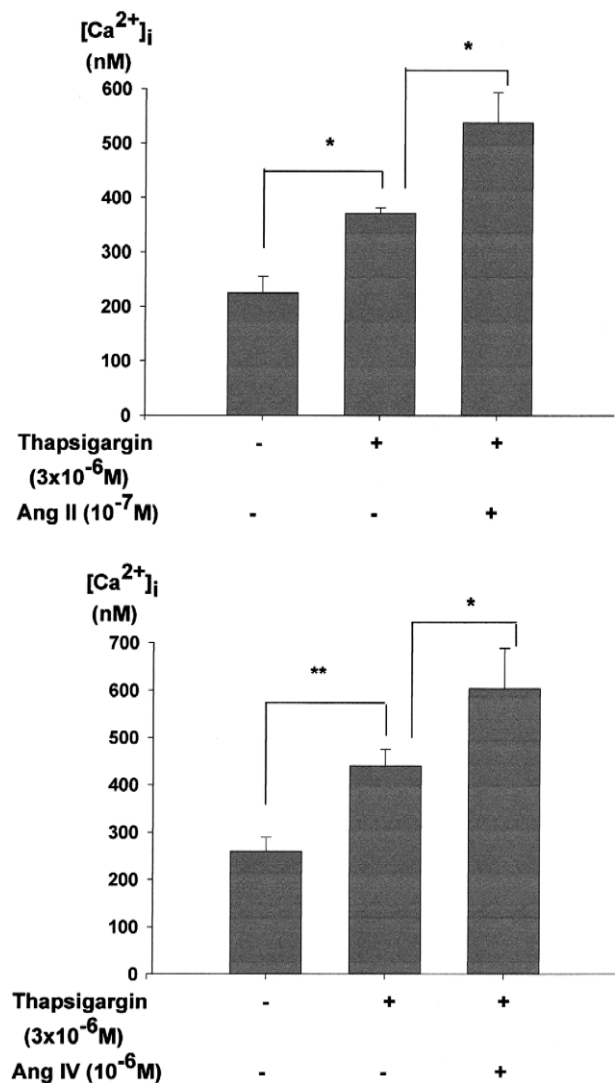 [Ca²⁺]ᵢ
(nM)
*
*
600
500
400
300
200
100
0
Thapsigargin - + +
(3x10⁻⁶M)
Ang II (10⁻⁷M) - - +
[Ca²⁺]ᵢ
(nM)
*
**
700
600
500
400
300
200
100
0
Thapsigargin - + +
(3x10⁻⁶M)
Ang IV (10⁻⁶M) - - +